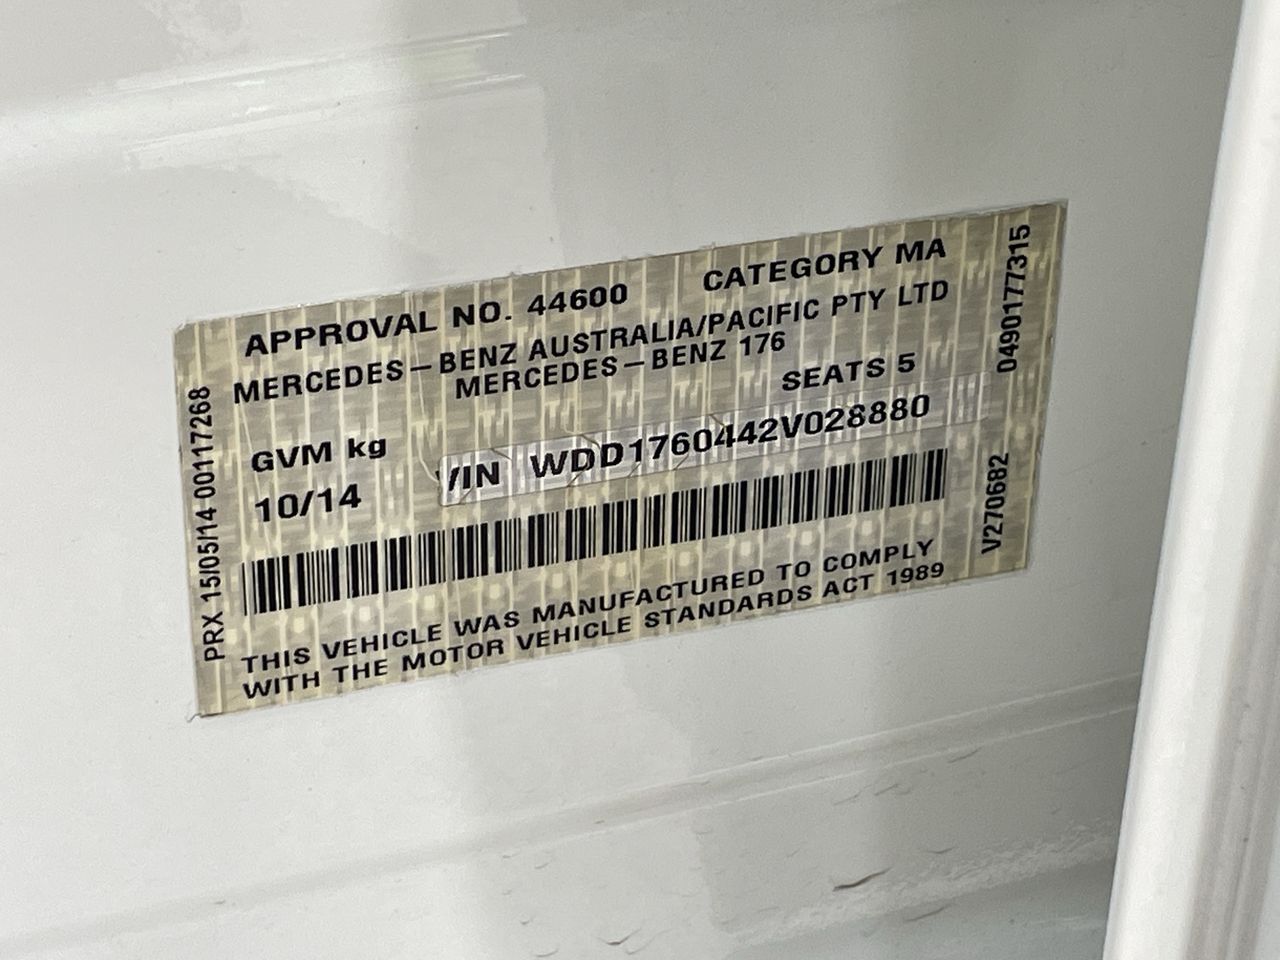 APPROVAL NO. 44600 CATEGORY MA
MERCEDES-BENZ AUSTRALIA/PACIFIC PTY LTD
MERCEDES-BENZ 176
SEATS 5
GVM kg
10/14
VIN WDD1760442V028880
THIS VEHICLE WAS MANUFACTURED TO COMPLY
WITH THE MOTOR VEHICLE STANDARDS ACT 1989
PRX 15/05/14 00117268
0490177315
V270682